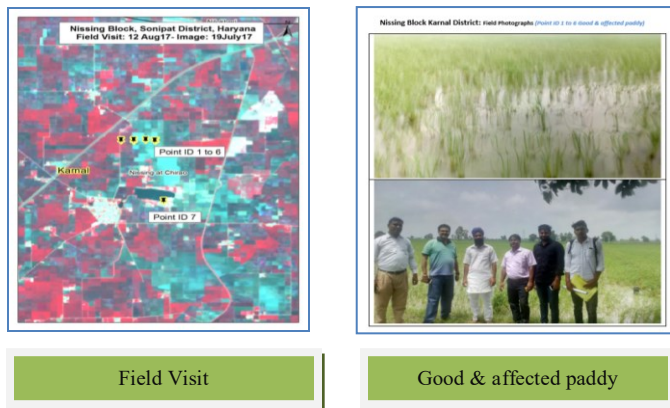 Nissing Block, Sonipat District, Haryana
Field Visit: 12 Aug17- Image: 19July17
Point ID 1 to 6
Karnal
Nissing at Chirao
Point ID 7
Field Visit
Nissing Block Karnal District: Field Photographs (Point ID 1 to 6 Good & affected paddy)
Good & affected paddy